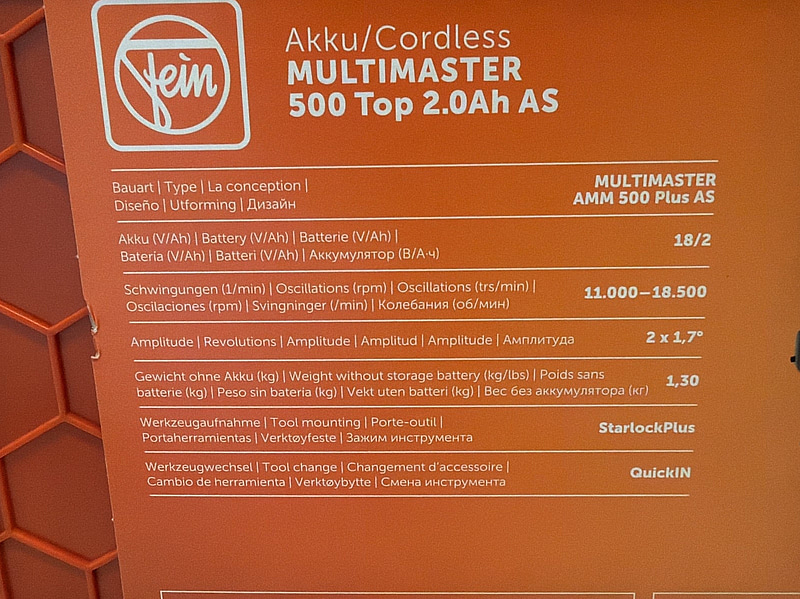 Fein
Akku/Cordless
MULTIMASTER
500 Top 2.0Ah AS
Bauart | Type | La conception |
Diseño | Utforming | Дизайн
MULTIMASTER
AMM 500 Plus AS
Akku (V/Ah) | Battery (V/Ah) | Batterie (V/Ah) |
Bateria (V/Ah) | Batteri (V/Ah) | Аккумулятор (В/А·ч)
18/2
Schwingungen (1/min) | Oscillations (rpm) | Oscillations (trs/min) |
Oscilaciones (rpm) | Svingninger (/min) | Колебания (об/мин)
11.000–18.500
Amplitude | Revolutions | Amplitude | Amplitud | Amplitude | Амплитуда
2 x 1,7°
Gewicht ohne Akku (kg) | Weight without storage battery (kg/lbs) | Poids sans
batterie (kg) | Peso sin bateria (kg) | Vekt uten batteri (kg) | Вес без аккумулятора (кг)
1,30
Werkzeugaufnahme | Tool mounting | Porte-outil |
Portaherramientas | Verktøyfeste | Зажим инструмента
StarlockPlus
Werkzeugwechsel | Tool change | Changement d'accessoire |
Cambio de herramienta | Verktøybytte | Смена инструмента
QuickIN